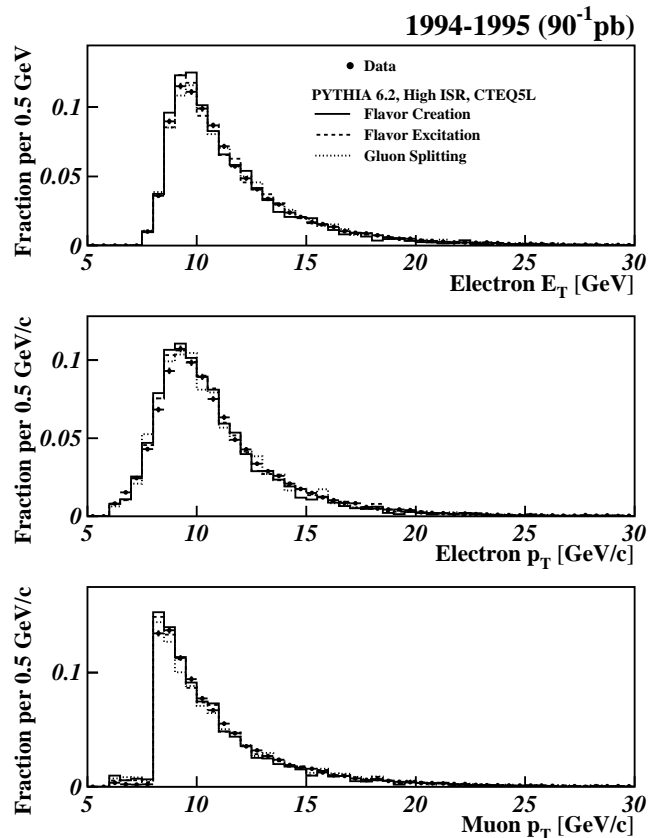 1994-1995 (90⁻¹pb)
Fraction per 0.5 GeV
Data
PYTHIA 6.2, High ISR, CTEQ5L
Flavor Creation
Flavor Excitation
Gluon Splitting
0.1
0.05
0
5 10 15 20 25 30
Electron E_T [GeV]
Fraction per 0.5 GeV/c
0.1
0.05
0
5 10 15 20 25 30
Electron p_T [GeV/c]
Fraction per 0.5 GeV/c
0.1
0
5 10 15 20 25 30
Muon p_T [GeV/c]